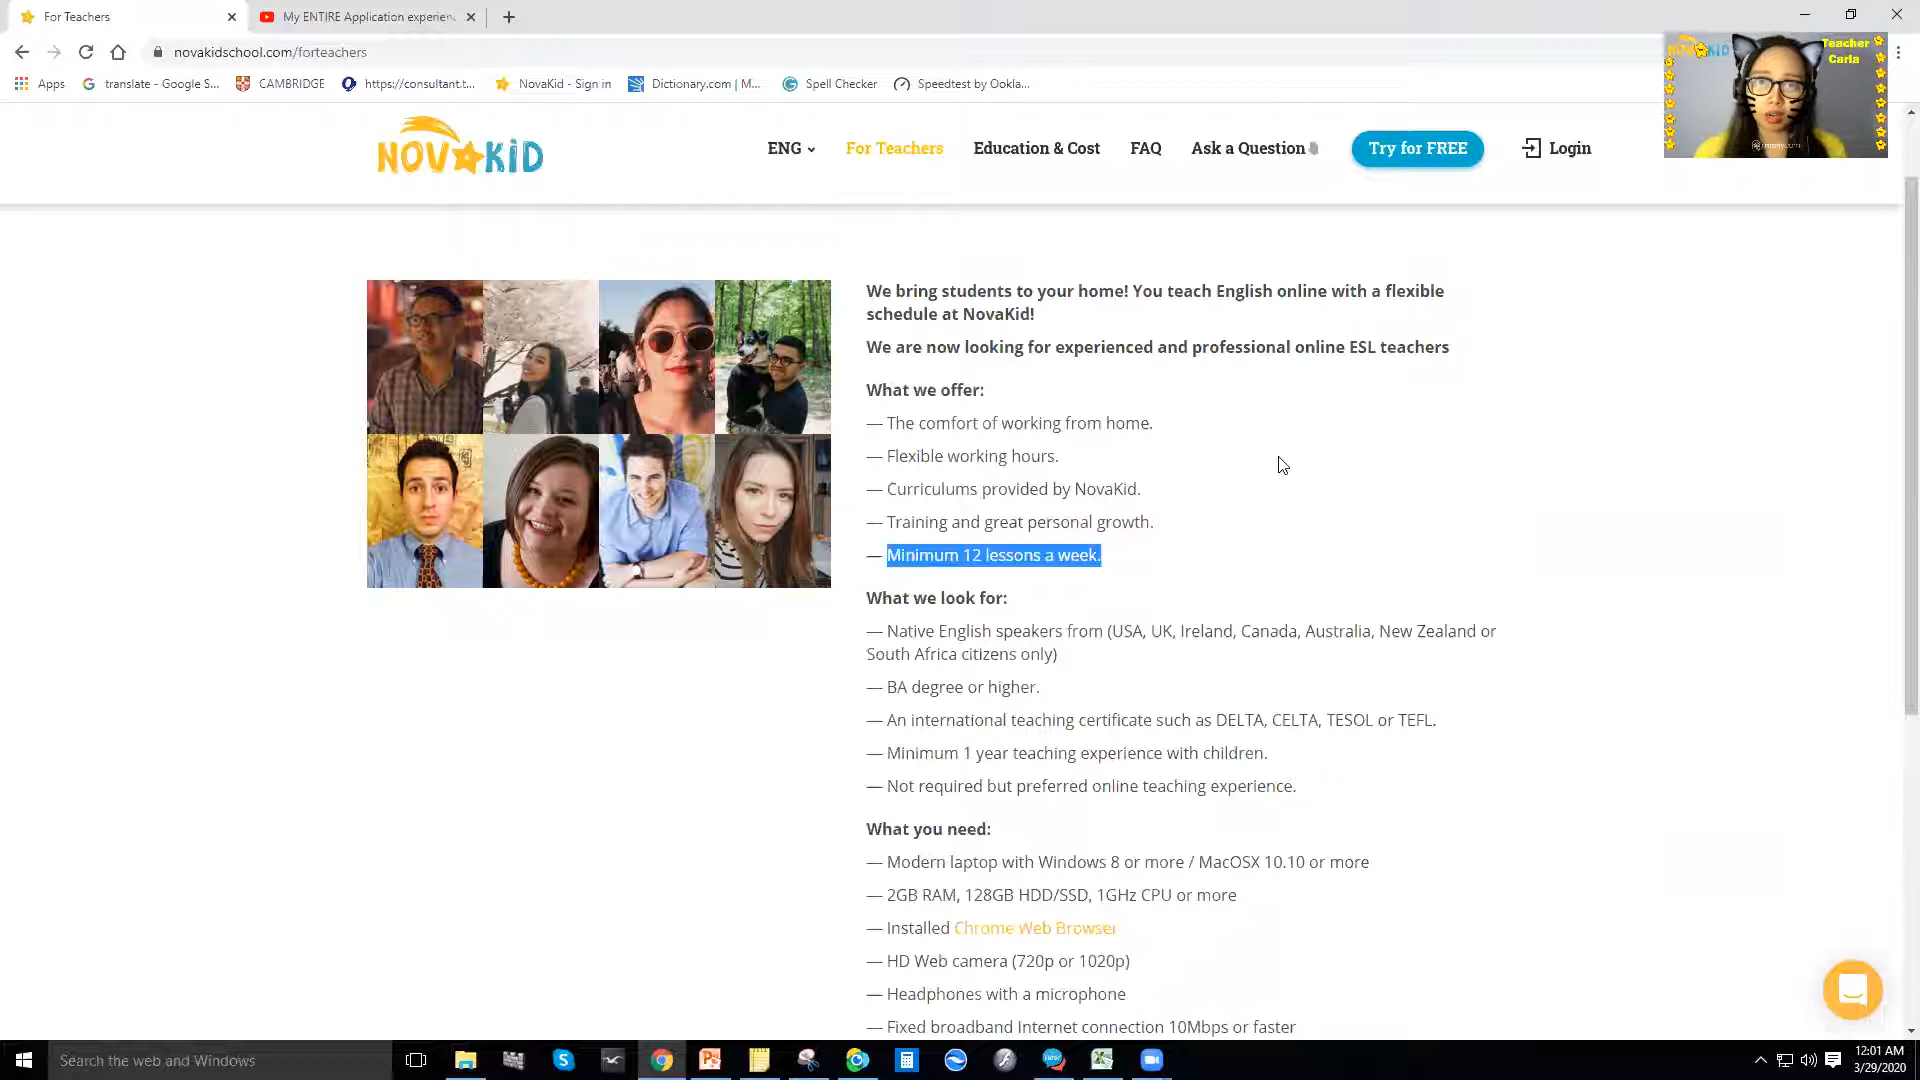 For Teachers
My ENTIRE Application experien
novakidschool.com/forteachers
Apps
translate - Google S...
CAMBRIDGE
https://consultant.t...
NovaKid - Sign in
Dictionary.com | M...
Spell Checker
Speedtest by Ookla...
NOVAKID
Teacher
Carla
NOVAKID
ENG
For Teachers
Education & Cost
FAQ
Ask a Question
Try for FREE
Login
We bring students to your home! You teach English online with a flexible
schedule at NovaKid!
We are now looking for experienced and professional online ESL teachers
What we offer:
— The comfort of working from home.
— Flexible working hours.
— Curriculums provided by NovaKid.
— Training and great personal growth.
— Minimum 12 lessons a week.
What we look for:
— Native English speakers from (USA, UK, Ireland, Canada, Australia, New Zealand or
South Africa citizens only)
— BA degree or higher.
— An international teaching certificate such as DELTA, CELTA, TESOL or TEFL.
— Minimum 1 year teaching experience with children.
— Not required but preferred online teaching experience.
What you need:
— Modern laptop with Windows 8 or more / MacOSX 10.10 or more
— 2GB RAM, 128GB HDD/SSD, 1GHz CPU or more
— Installed Chrome Web Browser
— HD Web camera (720p or 1020p)
— Headphones with a microphone
— Fixed broadband Internet connection 10Mbps or faster
Search the web and Windows
12:01 AM
3/29/2020